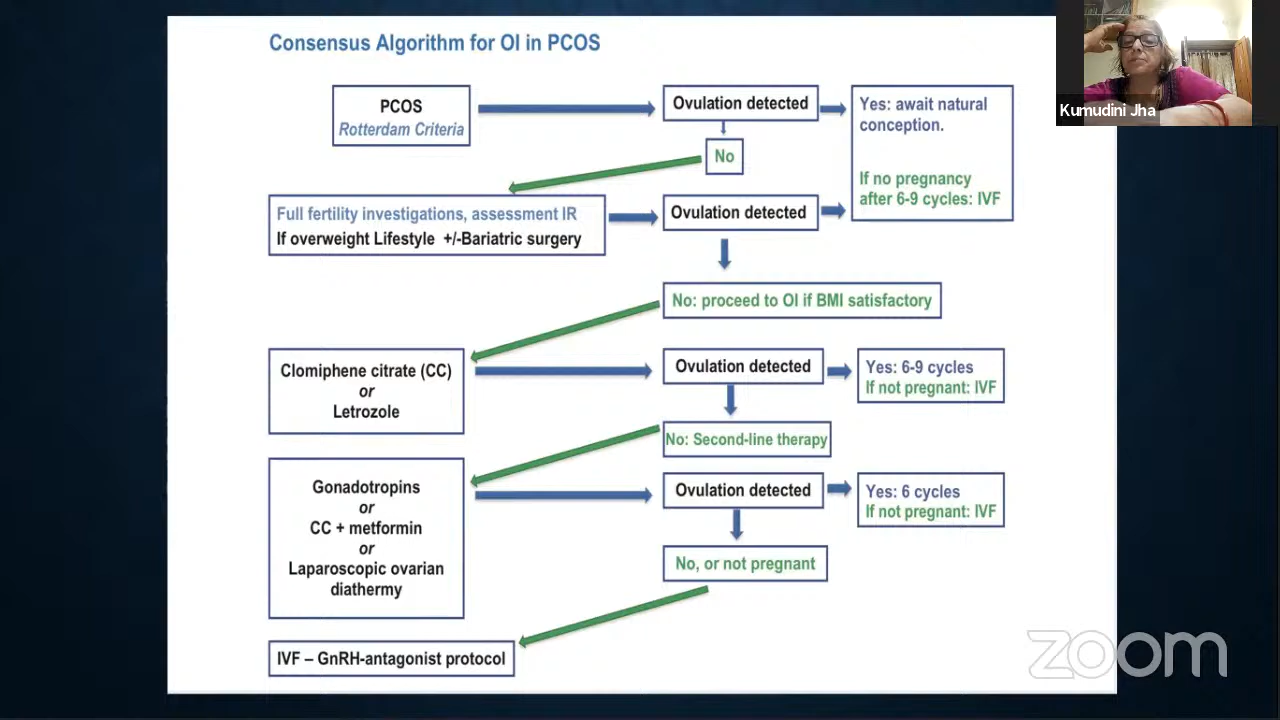 Consensus Algorithm for OI in PCOS
PCOS
Rotterdam Criteria
Ovulation detected
Yes: await natural
conception.
If no pregnancy
after 6-9 cycles: IVF
No
Full fertility investigations, assessment IR
If overweight Lifestyle +/-Bariatric surgery
Ovulation detected
No: proceed to OI if BMI satisfactory
Clomiphene citrate (CC)
or
Letrozole
Ovulation detected
Yes: 6-9 cycles
If not pregnant: IVF
No: Second-line therapy
Gonadotropins
or
CC + metformin
or
Laparoscopic ovarian
diathermy
Ovulation detected
Yes: 6 cycles
If not pregnant: IVF
No, or not pregnant
IVF – GnRH-antagonist protocol
Kumudini Jha
zoom